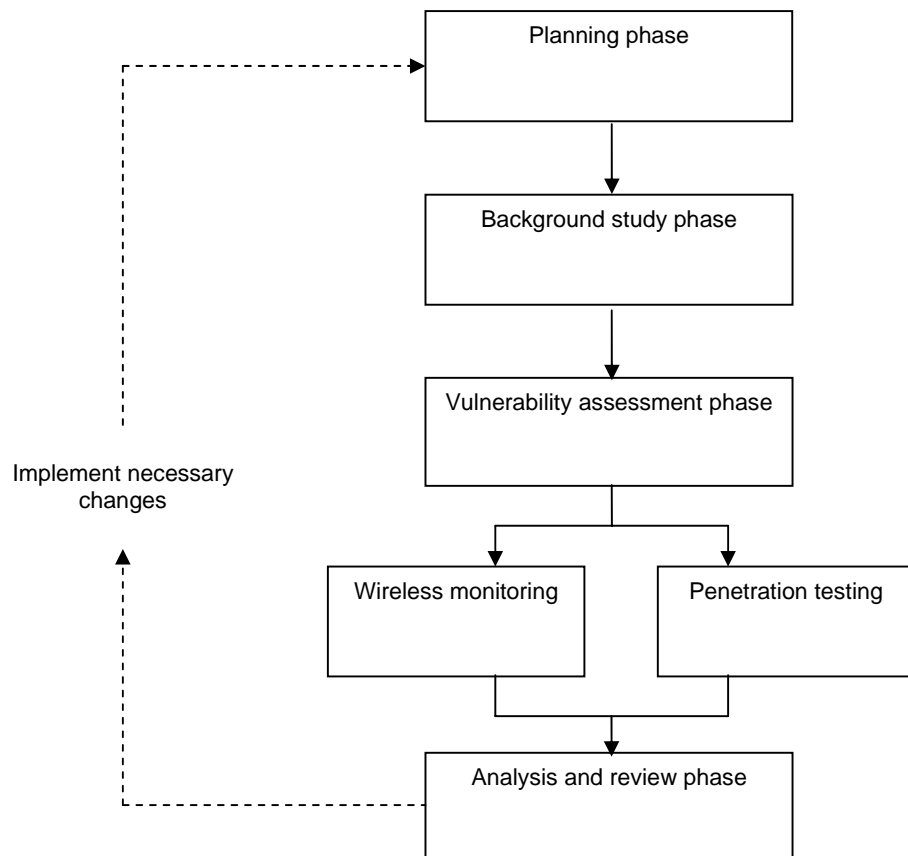 Planning phase
Background study phase
Vulnerability assessment phase
Implement necessary
changes
Wireless monitoring
Penetration testing
Analysis and review phase